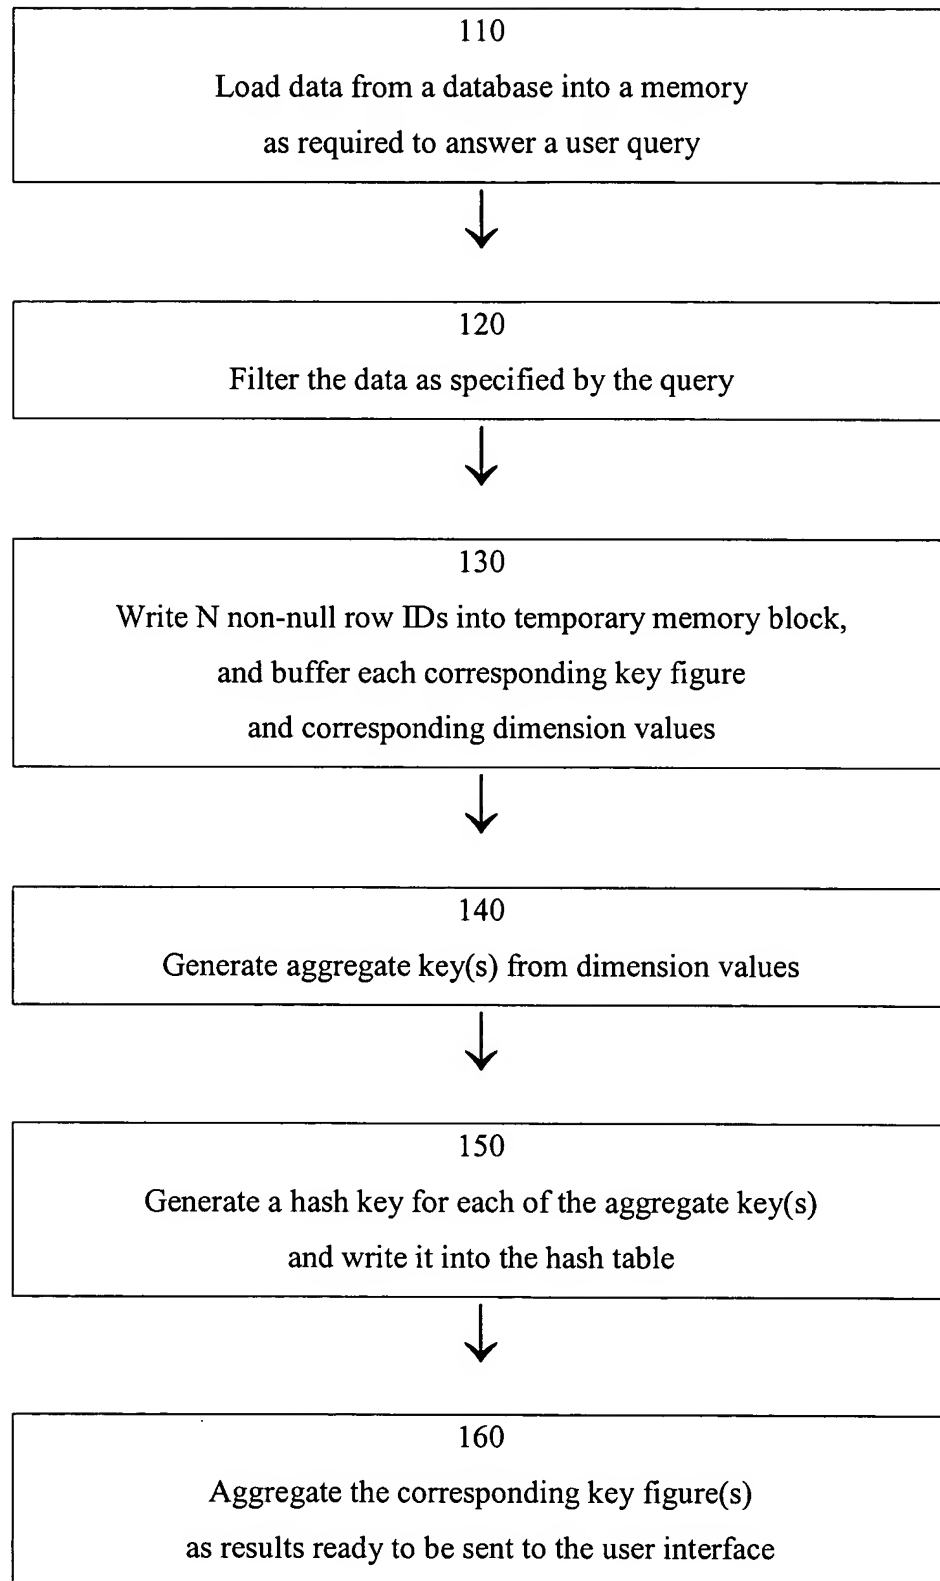 110
Load data from a database into a memory
as required to answer a user query
120
Filter the data as specified by the query
130
Write N non-null row IDs into temporary memory block,
and buffer each corresponding key figure
and corresponding dimension values
140
Generate aggregate key(s) from dimension values
150
Generate a hash key for each of the aggregate key(s)
and write it into the hash table
160
Aggregate the corresponding key figure(s)
as results ready to be sent to the user interface